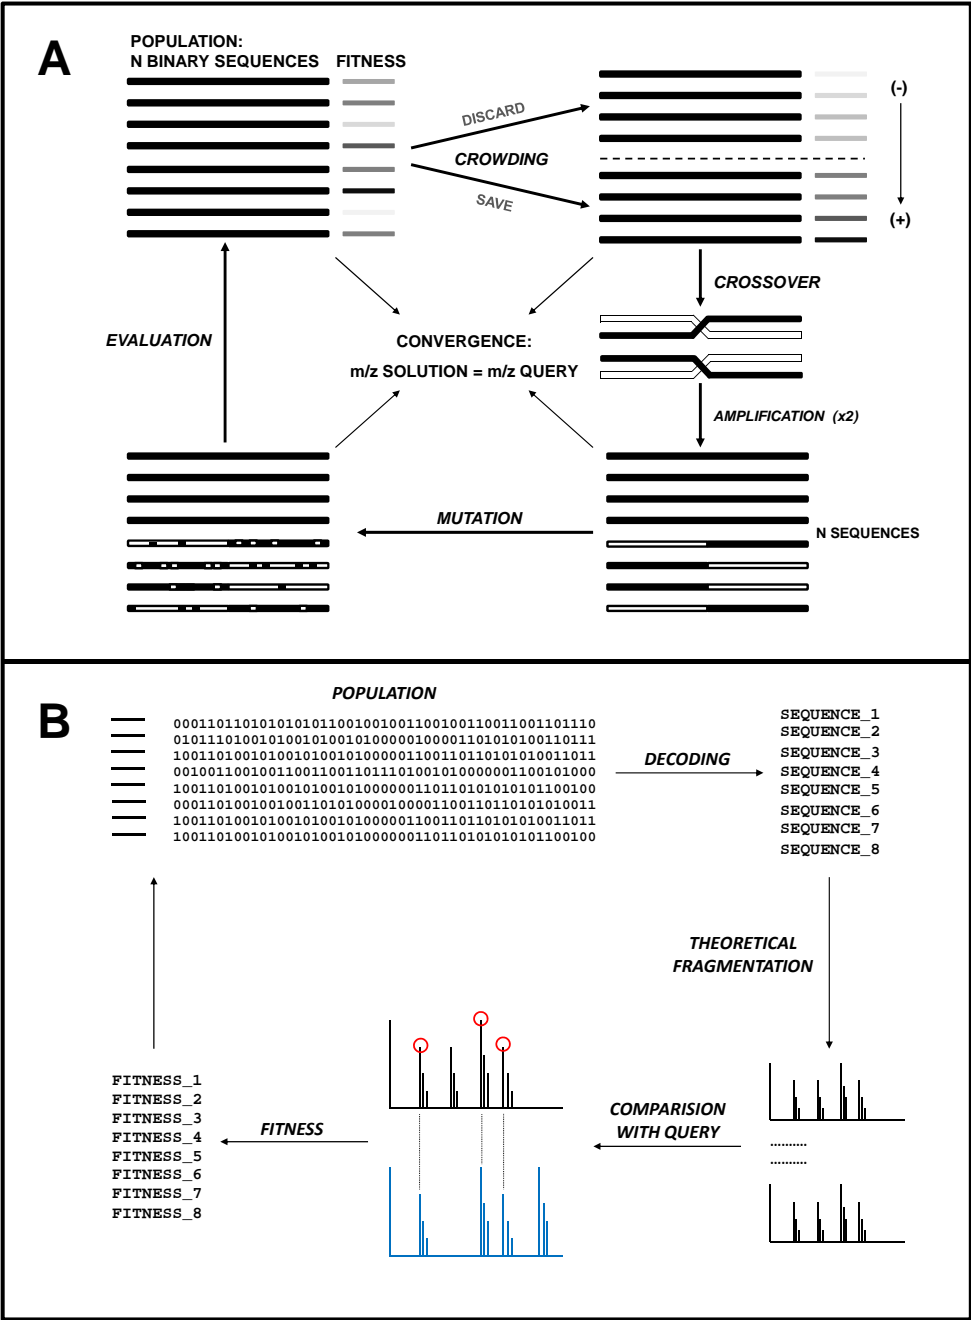 A
POPULATION:
N BINARY SEQUENCES FITNESS
DISCARD
CROWDING
SAVE
(-)
(+)
CROSSOVER
EVALUATION
CONVERGENCE:
m/z SOLUTION = m/z QUERY
AMPLIFICATION (x2)
MUTATION
N SEQUENCES
B
POPULATION
0001101101010101011001001001100100110011001101110
0101110100101001010010100000100001101010100110111
1001101001010010100101000001100110110101010011011
0010011001001100110011011101001010000001100101000
1001101001010010100101000000110110101010101100100
0001101001001001101010000100001100110110101010011
1001101001010010100101000001100110110101010011011
1001101001010010100101000000110110101010101100100
DECODING
SEQUENCE_1
SEQUENCE_2
SEQUENCE_3
SEQUENCE_4
SEQUENCE_5
SEQUENCE_6
SEQUENCE_7
SEQUENCE_8
THEORETICAL
FRAGMENTATION
COMPARISION
WITH QUERY
FITNESS
FITNESS_1
FITNESS_2
FITNESS_3
FITNESS_4
FITNESS_5
FITNESS_6
FITNESS_7
FITNESS_8